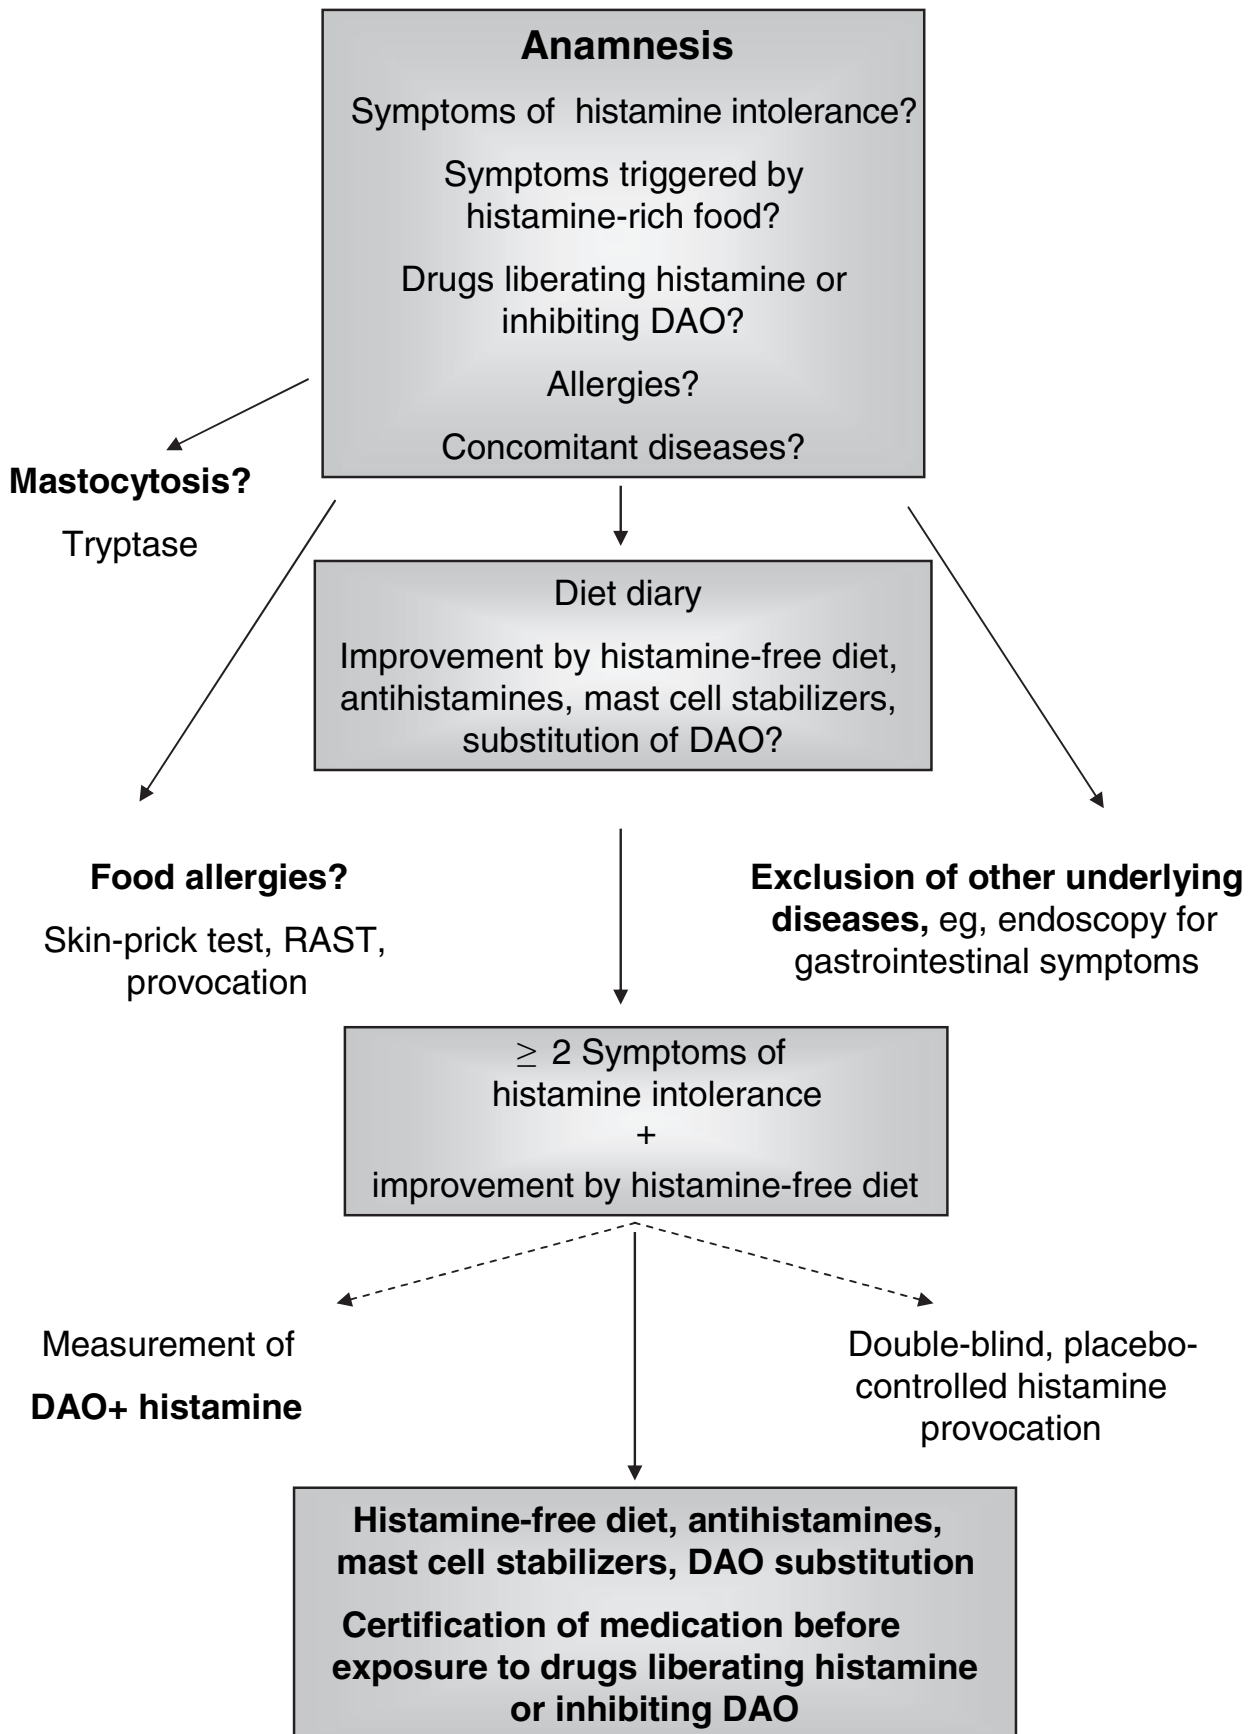 Anamnesis
Symptoms of histamine intolerance?
Symptoms triggered by
histamine-rich food?
Drugs liberating histamine or
inhibiting DAO?
Allergies?
Concomitant diseases?
Mastocytosis?
Tryptase
Diet diary
Improvement by histamine-free diet,
antihistamines, mast cell stabilizers,
substitution of DAO?
Food allergies?
Skin-prick test, RAST,
provocation
Exclusion of other underlying
diseases, eg, endoscopy for
gastrointestinal symptoms
≥ 2 Symptoms of
histamine intolerance
+
improvement by histamine-free diet
Measurement of
DAO+ histamine
Double-blind, placebo-
controlled histamine
provocation
Histamine-free diet, antihistamines,
mast cell stabilizers, DAO substitution
Certification of medication before
exposure to drugs liberating histamine
or inhibiting DAO